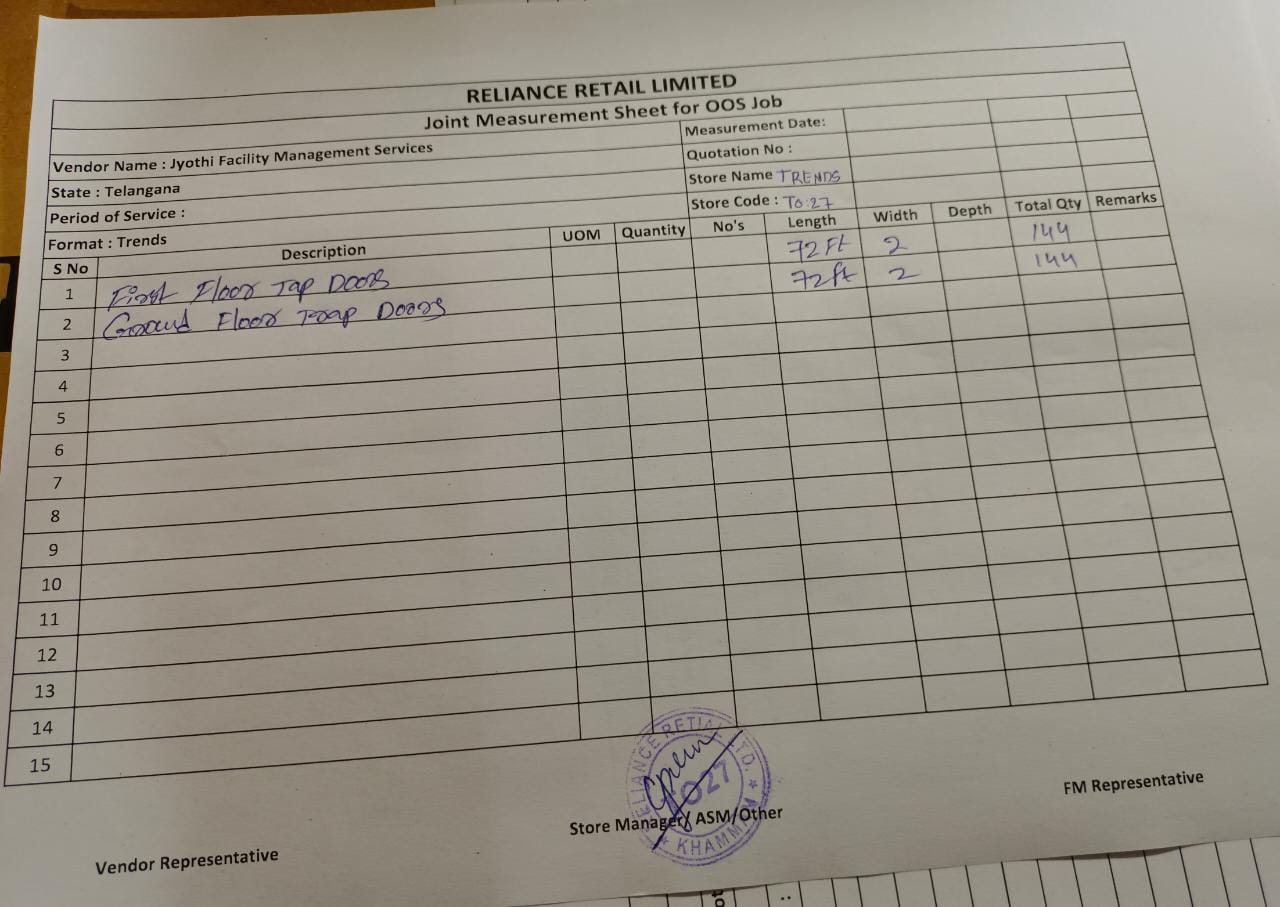 RELIANCE RETAIL LIMITED
Joint Measurement Sheet for OOS Job
Vendor Name : Jyothi Facility Management Services
Measurement Date:
State : Telangana
Quotation No :
Period of Service :
Store Name TRENDS
Format : Trends
Store Code : TO:27
S No Description UOM Quantity No's Length Width Depth Total Qty Remarks
1 First Floor Tap Doors 72 Ft 2 144
2 Ground Floor Trap Doors 72 ft 2 144
3
4
5
6
7
8
9
10
11
12
13
14
15
RELIANCE RETIAL LTD.
TO27
KHAMMAM
Vendor Representative
Store Manager/ ASM/Other
FM Representative